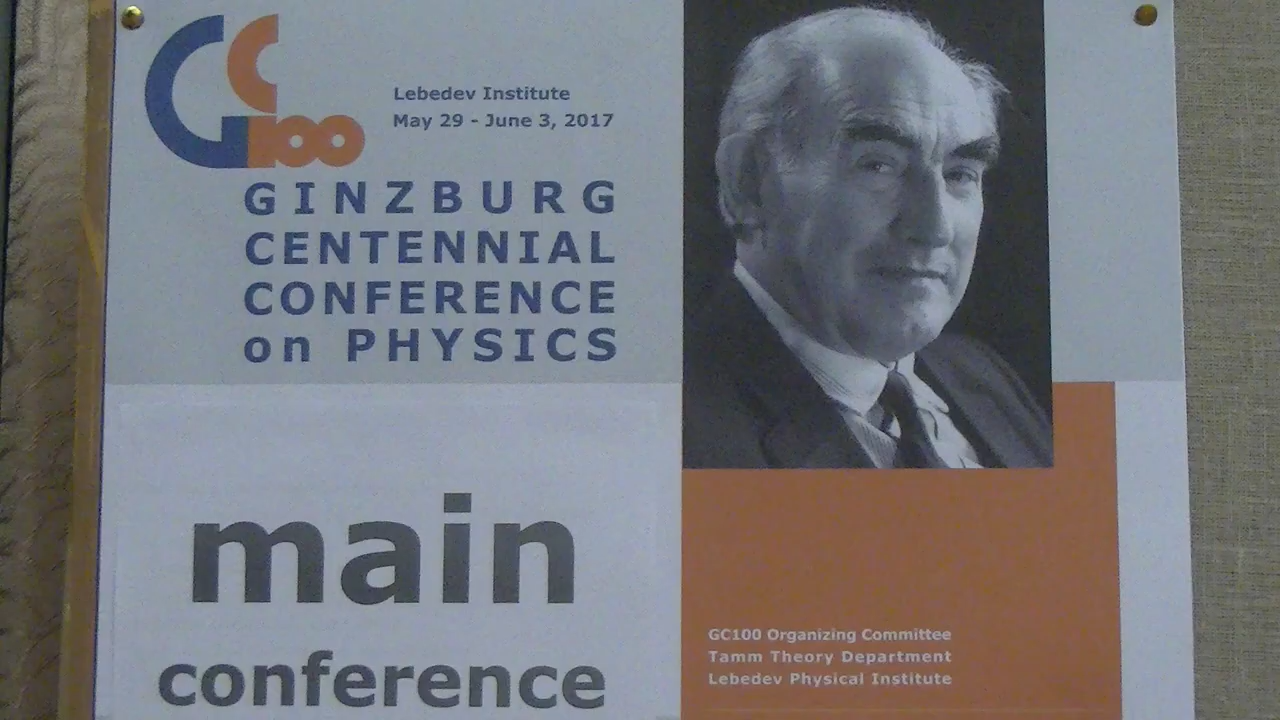 GC100
Lebedev Institute
May 29 - June 3, 2017
GINZBURG
CENTENNIAL
CONFERENCE
on PHYSICS
main
conference
GC100 Organizing Committee
Tamm Theory Department
Lebedev Physical Institute